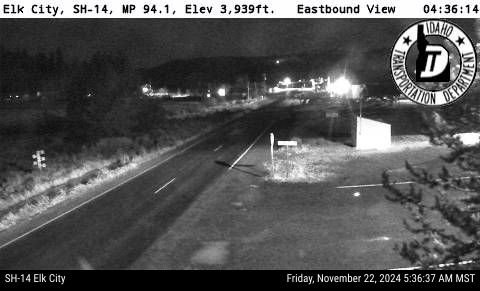 Elk City, SH-14, MP 94.1, Elev 3,939ft. Eastbound View 04:36:14
IDAHO
TRANSPORTATION DEPARTMENT
SH-14 Elk City Friday, November 22, 2024 5:36:37 AM MST